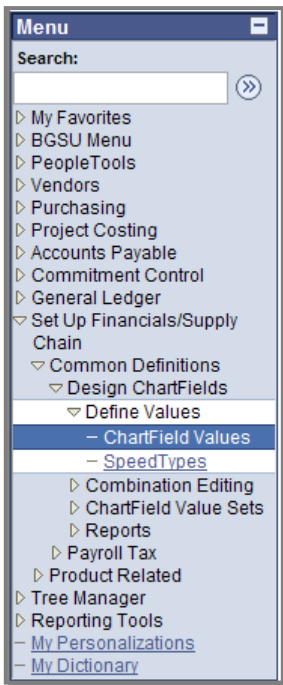 Menu
Search:
My Favorites
BGSU Menu
PeopleTools
Vendors
Purchasing
Project Costing
Accounts Payable
Commitment Control
General Ledger
Set Up Financials/Supply
Chain
Common Definitions
Design ChartFields
Define Values
– ChartField Values
– SpeedTypes
Combination Editing
ChartField Value Sets
Reports
Payroll Tax
Product Related
Tree Manager
Reporting Tools
– My Personalizations
– My Dictionary